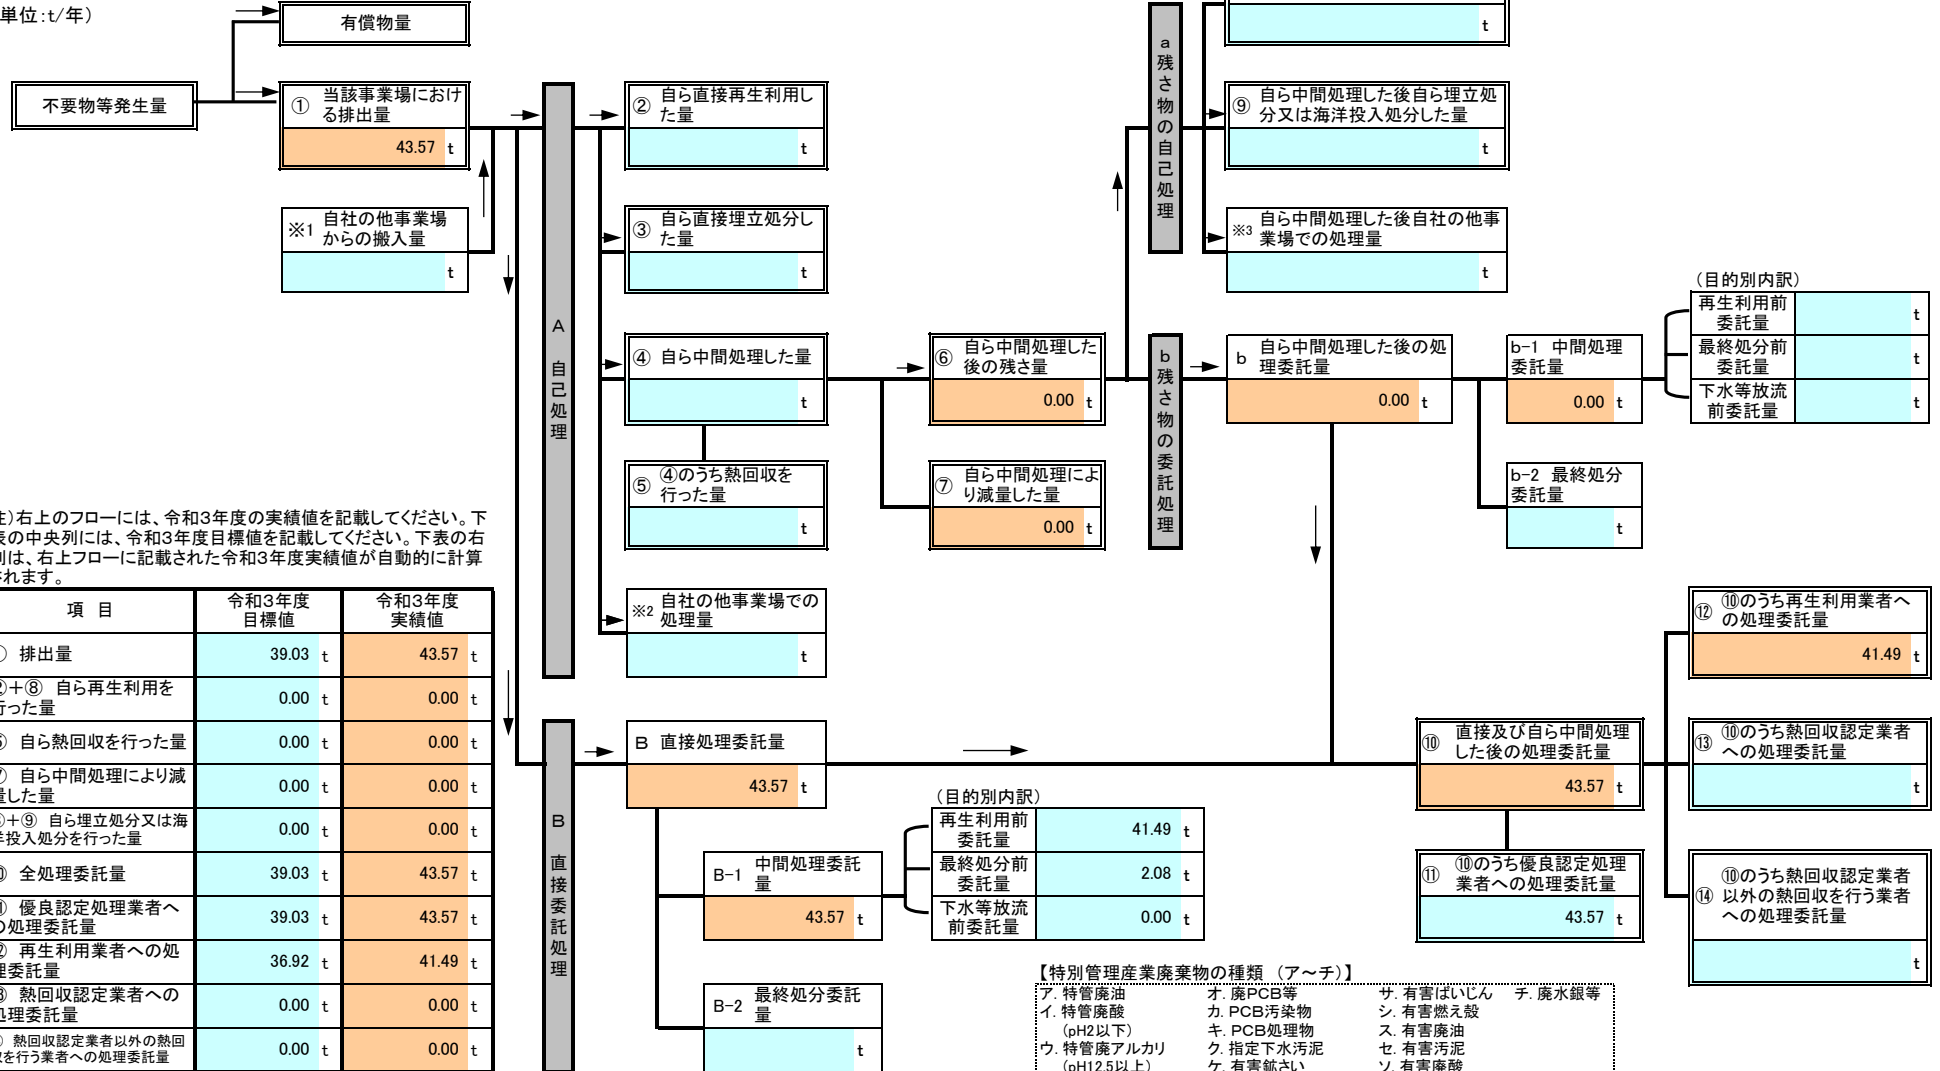 単位:t/年）
有償物量
不要物等発生量
① 当該事業場におけ
る排出量
43.57 t
※1 自社の他事業場
からの搬入量
t
A 自己処理
② 自ら直接再生利用し
た量
t
③ 自ら直接埋立処分し
た量
t
④ 自ら中間処理した量
t
⑤ ④のうち熱回収を
行った量
t
※2 自社の他事業場での
処理量
t
⑥ 自ら中間処理した
後の残さ量
0.00 t
⑦ 自ら中間処理によ
り減量した量
0.00 t
a 残さ物の自己処理
t
⑨ 自ら中間処理した後自ら埋立処
分又は海洋投入処分した量
t
※3 自ら中間処理した後自社の他事
業場での処理量
t
b 残さ物の委託処理
b 自ら中間処理した後の処
理委託量
0.00 t
b-1 中間処理
委託量
0.00 t
b-2 最終処分
委託量
t
（目的別内訳）
再生利用前
委託量
t
最終処分前
委託量
t
下水等放流
前委託量
t
注）右上のフローには、令和3年度の実績値を記載してください。下
表の中央列には、令和3年度目標値を記載してください。下表の右
列は、右上フローに記載された令和3年度実績値が自動的に計算
されます。
項 目 令和3年度
目標値 令和3年度
実績値
排出量 39.03 t 43.57 t
②＋⑧ 自ら再生利用を
行った量 0.00 t 0.00 t
自ら熱回収を行った量 0.00 t 0.00 t
自ら中間処理により減
量した量 0.00 t 0.00 t
＋⑨ 自ら埋立処分又は海
洋投入処分を行った量 0.00 t 0.00 t
全処理委託量 39.03 t 43.57 t
優良認定処理業者へ
の処理委託量 39.03 t 43.57 t
再生利用業者への処
理委託量 36.92 t 41.49 t
熱回収認定業者への
処理委託量 0.00 t 0.00 t
熱回収認定業者以外の熱回
収を行う業者への処理委託量 0.00 t 0.00 t
B 直接委託処理
B 直接処理委託量
43.57 t
B-1 中間処理委託
量
43.57 t
B-2 最終処分委託
量
t
（目的別内訳）
再生利用前
委託量 41.49 t
最終処分前
委託量 2.08 t
下水等放流
前委託量 0.00 t
⑩ 直接及び自ら中間処理
した後の処理委託量
43.57 t
⑪ ⑩のうち優良認定処理
業者への処理委託量
43.57 t
⑫ ⑩のうち再生利用業者へ
の処理委託量
41.49 t
⑬ ⑩のうち熱回収認定業者
への処理委託量
t
⑭ ⑩のうち熱回収認定業者
以外の熱回収を行う業者
への処理委託量
t
【特別管理産業廃棄物の種類 （ア～チ）】
ア. 特管廃油 オ. 廃PCB等 サ. 有害ばいじん チ. 廃水銀等
イ. 特管廃酸 カ. PCB汚染物 シ. 有害燃え殻
（pH2以下） キ. PCB処理物 ス. 有害廃油
ウ. 特管廃アルカリ ク. 指定下水汚泥 セ. 有害汚泥
（pH12.5以上） ケ. 有害鉱さい ソ. 有害廃酸